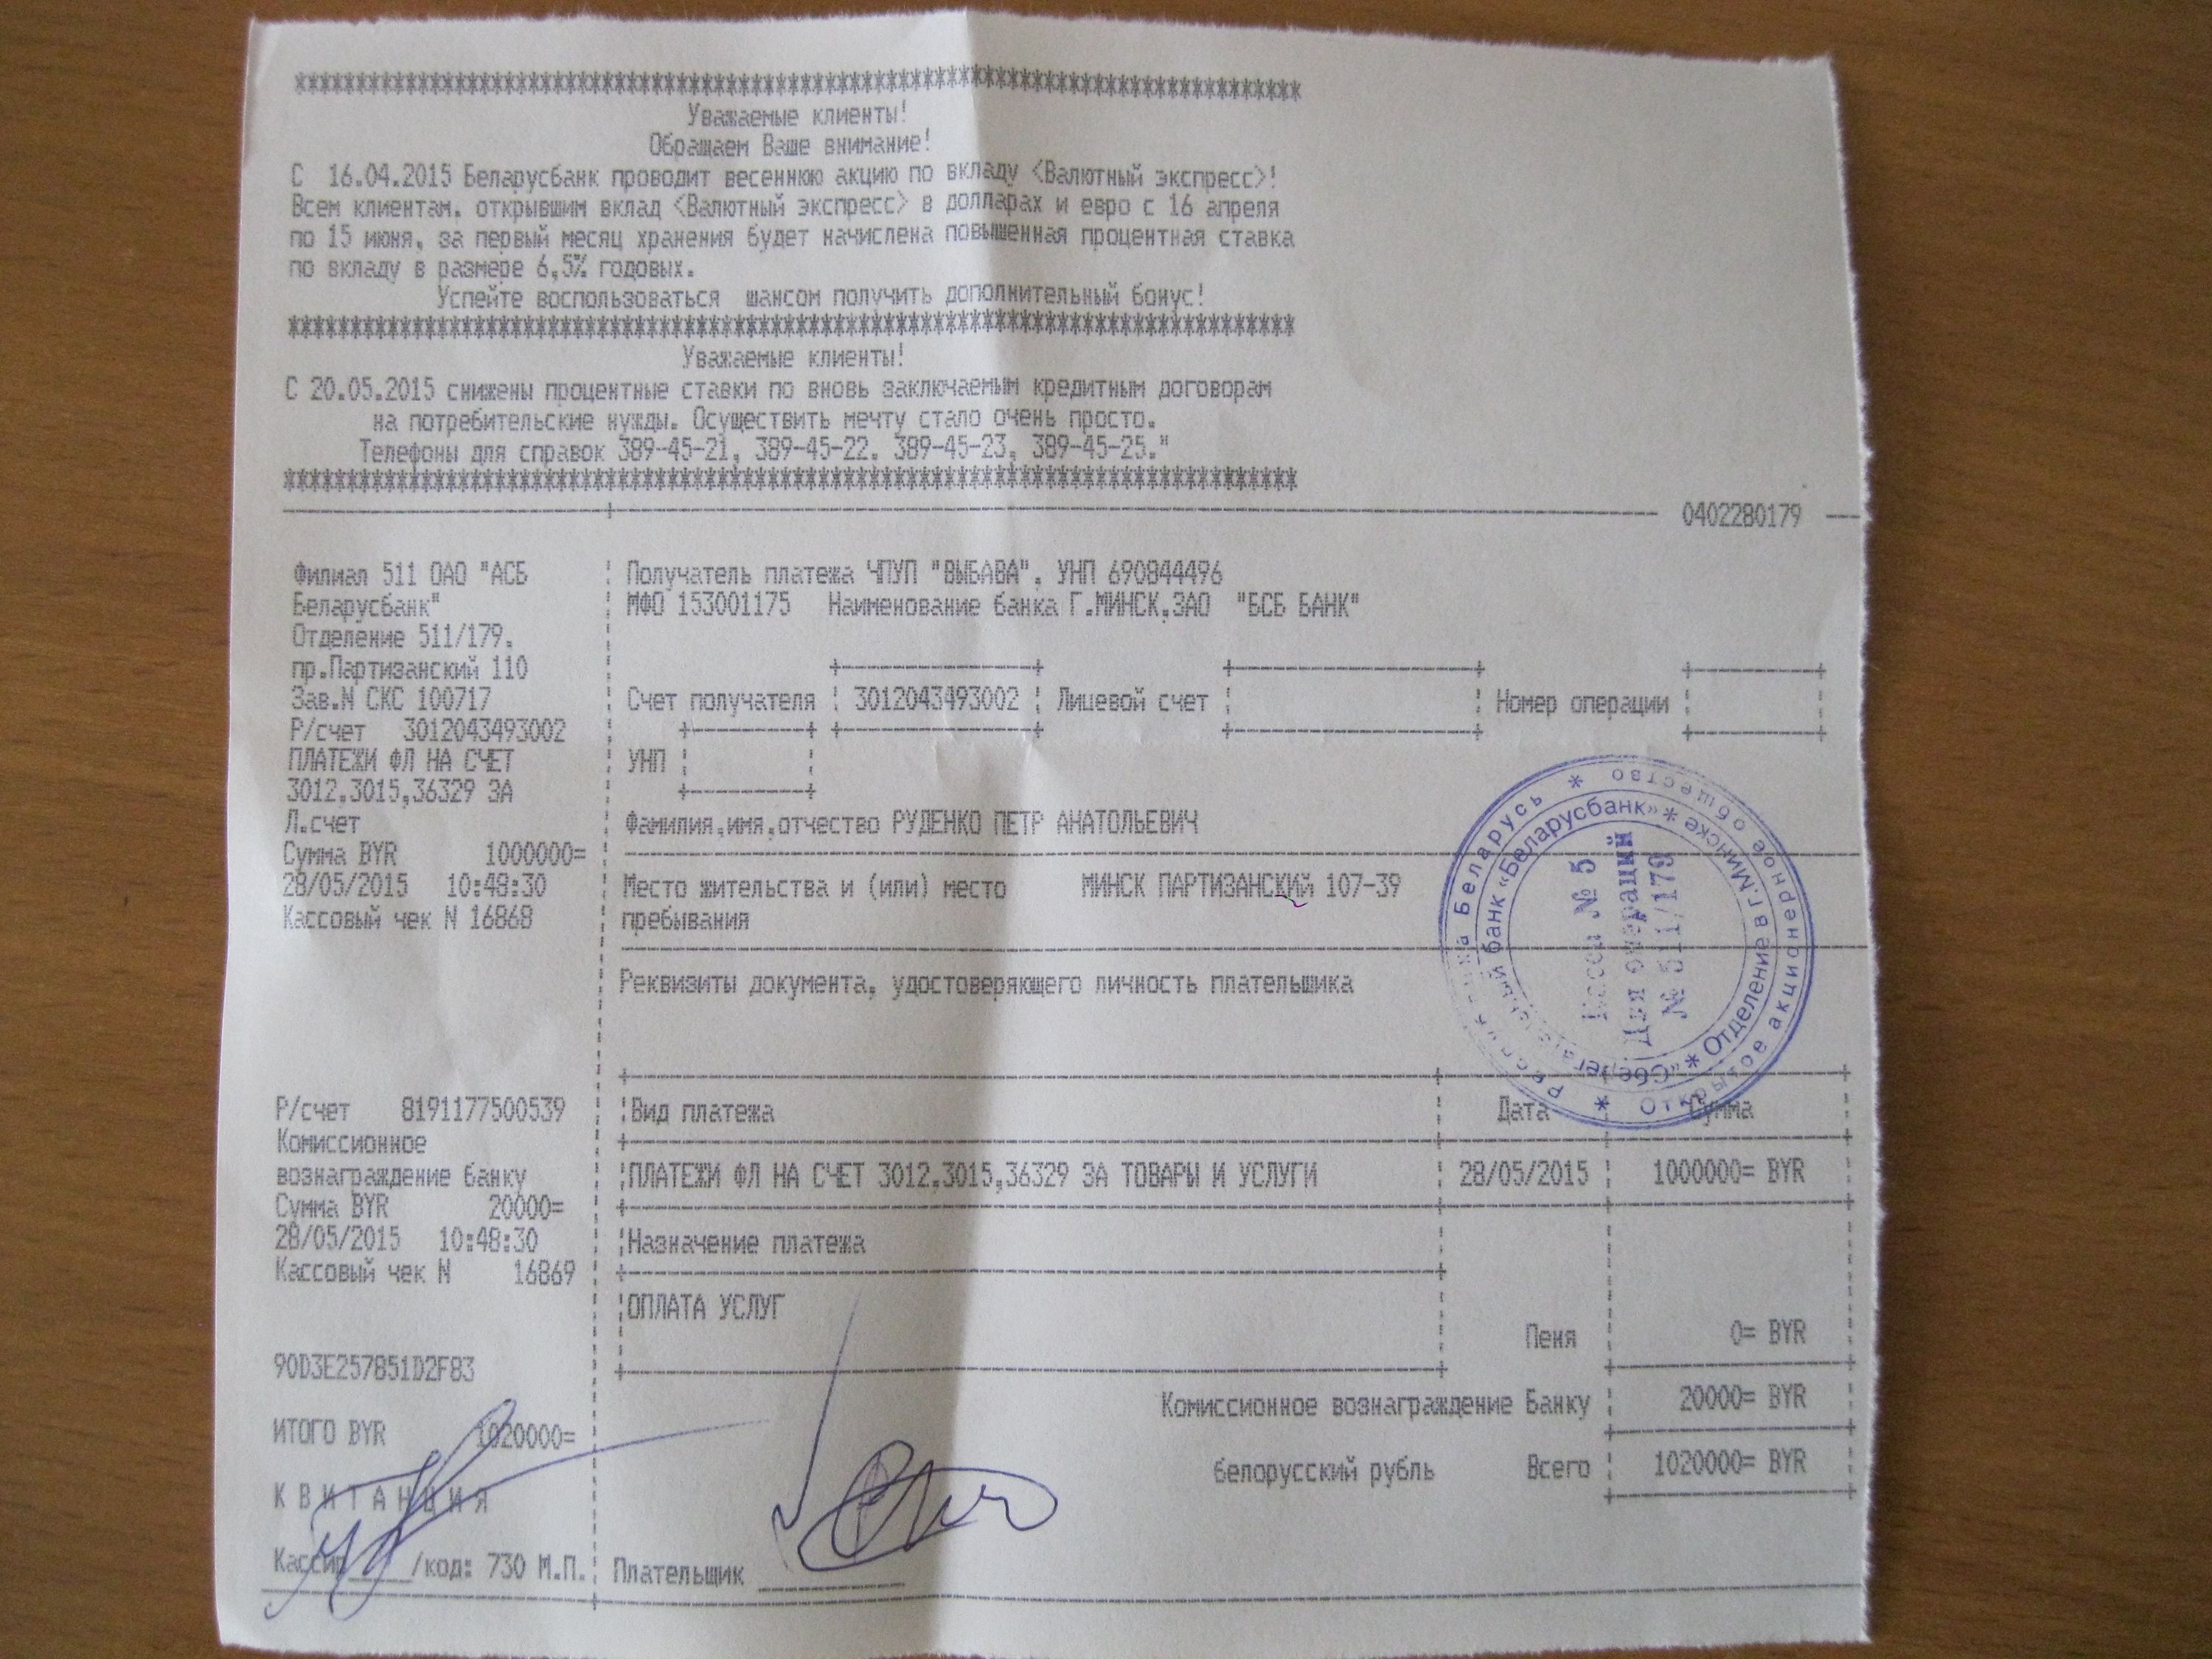 ************************************************************
Уважаемые клиенты!
Обращаем Ваше внимание!
С 16.04.2015 Беларусбанк проводит весеннюю акцию по вкладу <Валютный экспресс>!
Всем клиентам. открывшим вклад <Валютный экспресс> в долларах и евро с 16 апреля
по 15 июня, за первый месяц хранения будет начислена повышенная процентная ставка
по вкладу в размере 6,5% годовых.
Успейте воспользоваться шансом получить дополнительный бонус!
************************************************************
Уважаемые клиенты!
С 20.05.2015 снижены процентные ставки по вновь заключаемым кредитным договорам
на потребительские нужды. Осуществить мечту стало очень просто.
Телефоны для справок 389-45-21, 389-45-22. 389-45-23, 389-45-25."
************************************************************
0402280179
Филиал 511 ОАО "АСБ
Беларусбанк"
Отделение 511/179.
пр.Партизанский 110
Зав.N СКС 100717
Р/счет 3012043493002
ПЛАТЕЖИ ФЛ НА СЧЕТ
3012,3015,36329 ЗА
Л.счет
Сумма BYR 1000000=
28/05/2015 10:48:30
Кассовый чек N 16868
Р/счет 8191177500539
Комиссионное
вознаграждение банку
Сумма BYR 20000=
28/05/2015 10:48:30
Кассовый чек N 16869
90D3E257851D2F83
ИТОГО BYR 1020000=
К В И Т А Н Ц И Я
Кассир ____/код: 730 М.П.
Получатель платежа ЧПУП "ВЫБАВА", УНП 690844496
МФО 153001175 Наименование банка Г.МИНСК,ЗАО "БСБ БАНК"
Счет получателя 3012043493002 Лицевой счет Номер операции
УНП
Фамилия,имя,отчество РУДЕНКО ПЕТР АНАТОЛЬЕВИЧ
Место жительства и (или) место МИНСК ПАРТИЗАНСКИЙ 107-39
пребывания
Реквизиты документа, удостоверяющего личность плательщика
Вид платежа Дата Сумма
ПЛАТЕЖИ ФЛ НА СЧЕТ 3012,3015,36329 ЗА ТОВАРЫ И УСЛУГИ 28/05/2015 1000000= BYR
Назначение платежа
ОПЛАТА УСЛУГ
Пеня 0= BYR
Комиссионное вознаграждение Банку 20000= BYR
белорусский рубль Всего 1020000= BYR
Плательщик
Беларусь * Открытое акционерное общество *
банк «Беларусбанк» * Отделение в г.Минске *
№ 5
Для операций
№ 511/179